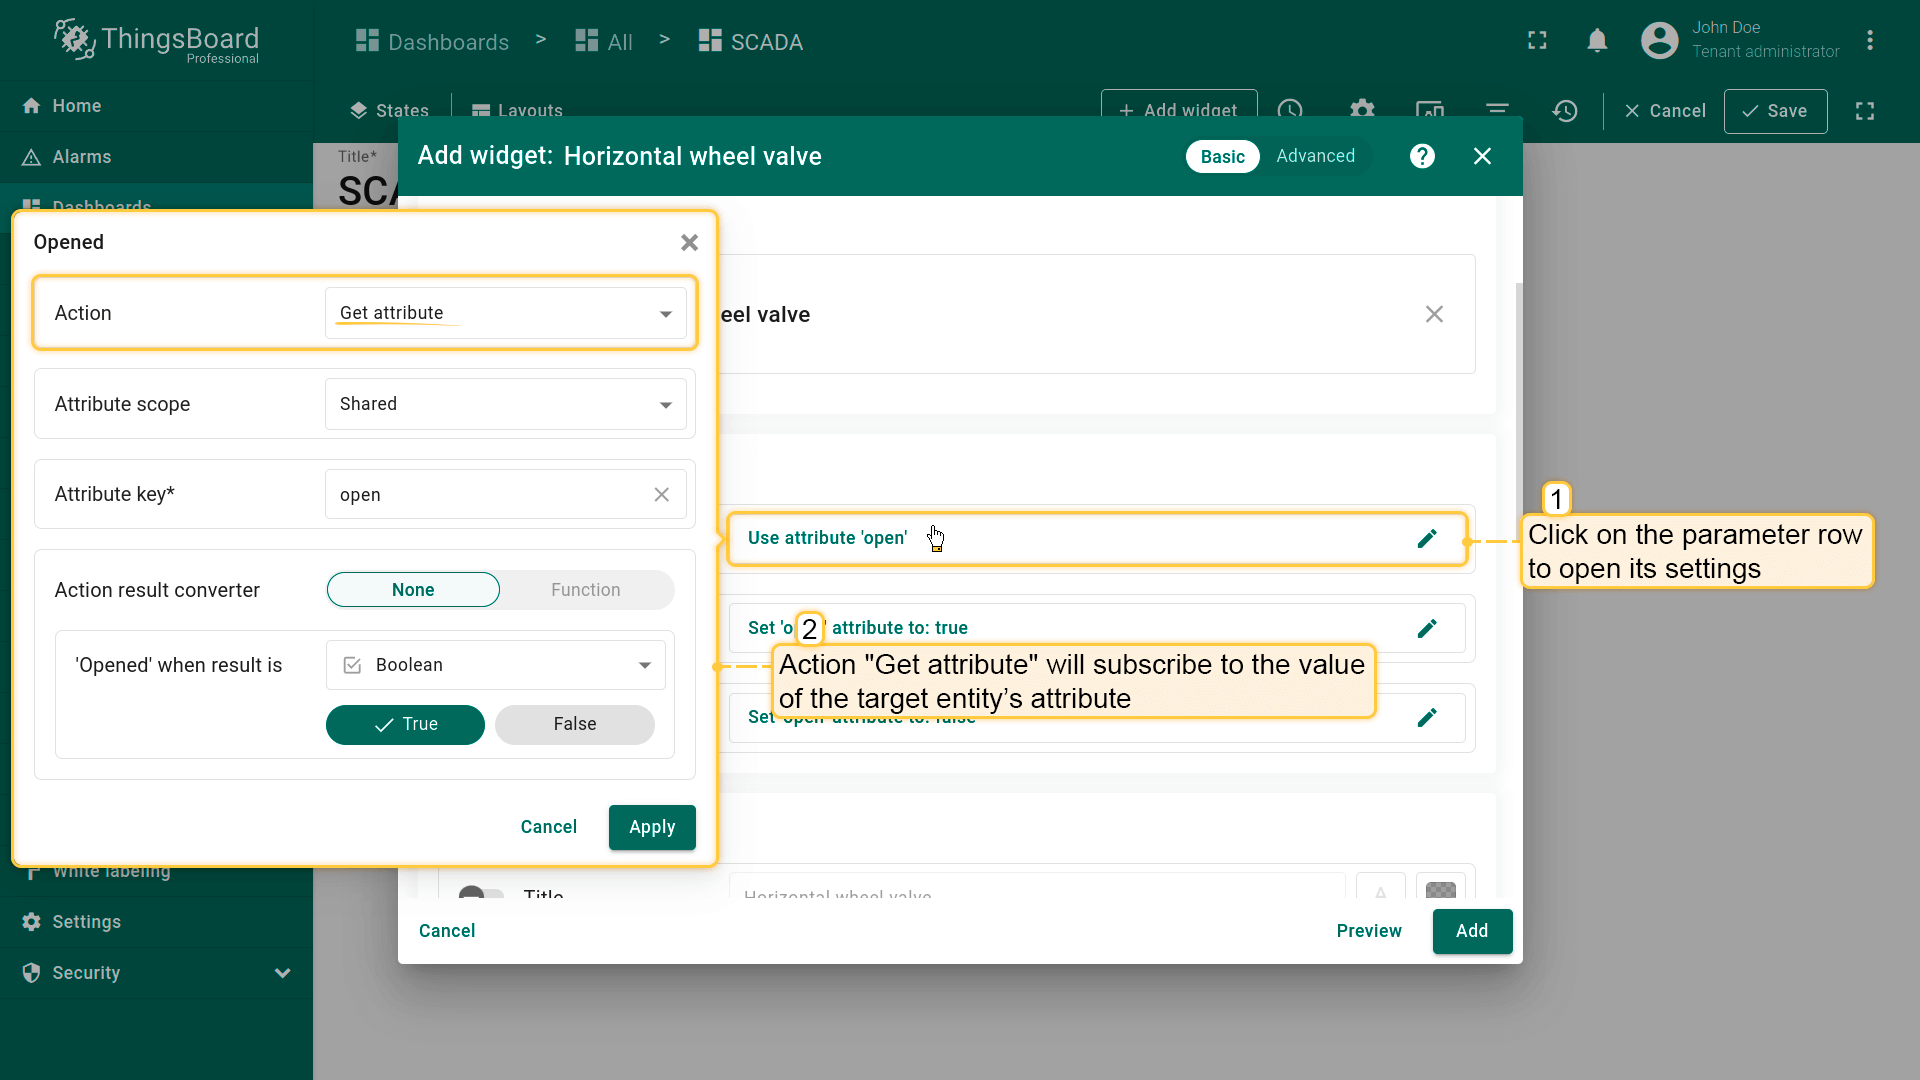 ThingsBoard
Professional
Dashboards > All > SCADA
John Doe
Tenant administrator
Home
Alarms
Dashboards
White labeling
Settings
Security
States
Layouts
+ Add widget
Cancel
Save
Title*
SCA
Add widget: Horizontal wheel valve
Basic
Advanced
eel valve
Opened
Action
Get attribute
Attribute scope
Shared
Attribute key*
open
Action result converter
None
Function
'Opened' when result is
Boolean
True
False
Cancel
Apply
Use attribute 'open'
1
Click on the parameter row
to open its settings
Set 'o
attribute to: true
2
Action "Get attribute" will subscribe to the value
of the target entity’s attribute
Set 'open' attribute to: false
Title
Horizontal wheel valve
A
Cancel
Preview
Add